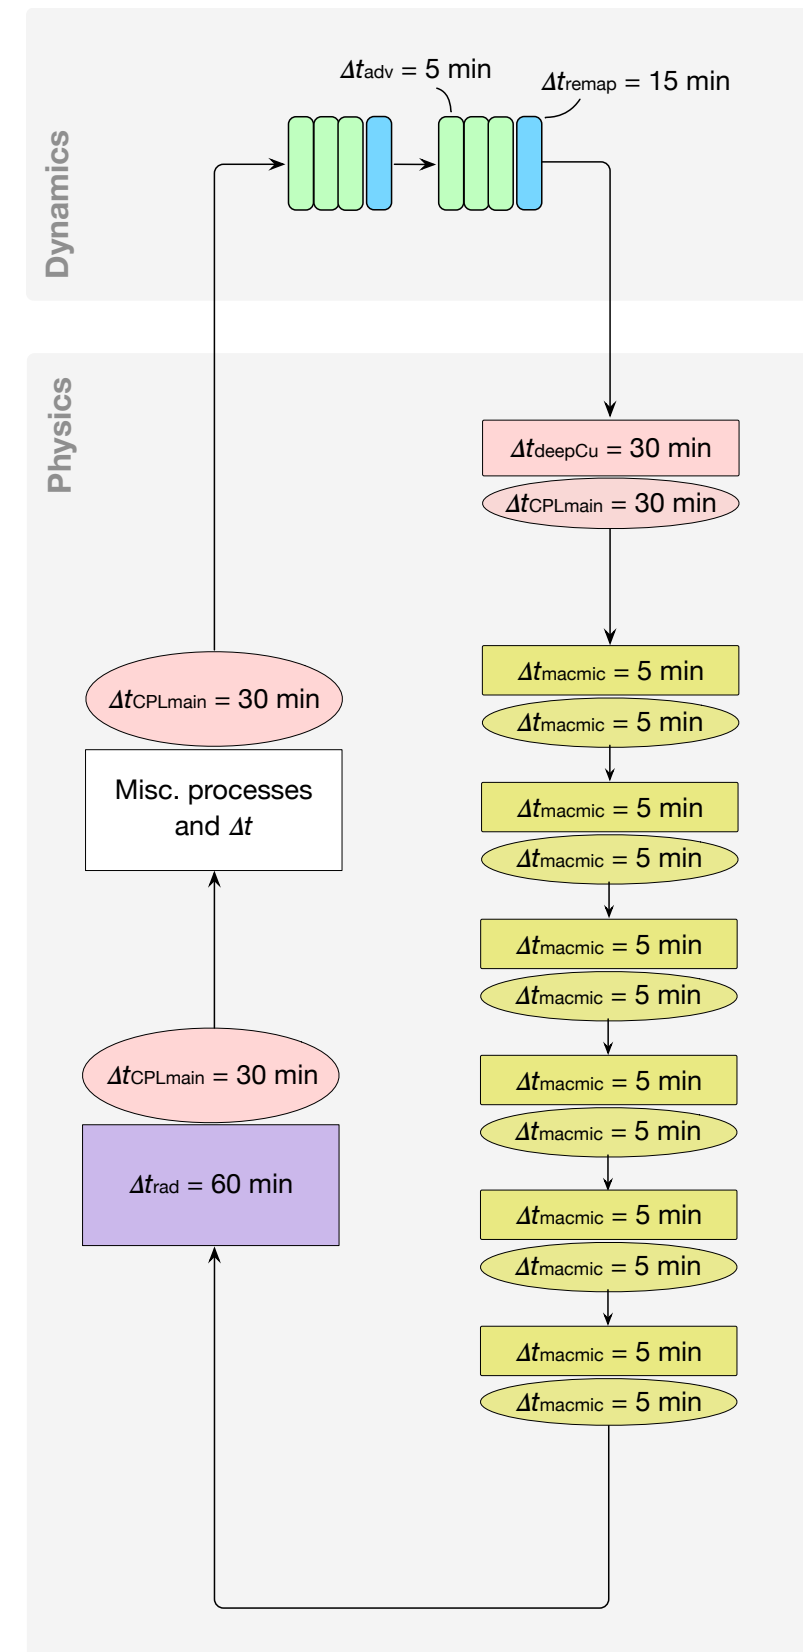 Dynamics
Δtadv = 5 min
Δtremap = 15 min
Physics
ΔtdeepCu = 30 min
ΔtCPLmain = 30 min
Δtmacmic = 5 min
Δtmacmic = 5 min
Δtmacmic = 5 min
Δtmacmic = 5 min
Δtmacmic = 5 min
Δtmacmic = 5 min
Δtmacmic = 5 min
Δtmacmic = 5 min
Δtmacmic = 5 min
Δtmacmic = 5 min
Δtmacmic = 5 min
Δtmacmic = 5 min
Δtrad = 60 min
ΔtCPLmain = 30 min
Misc. processes
and Δt
ΔtCPLmain = 30 min